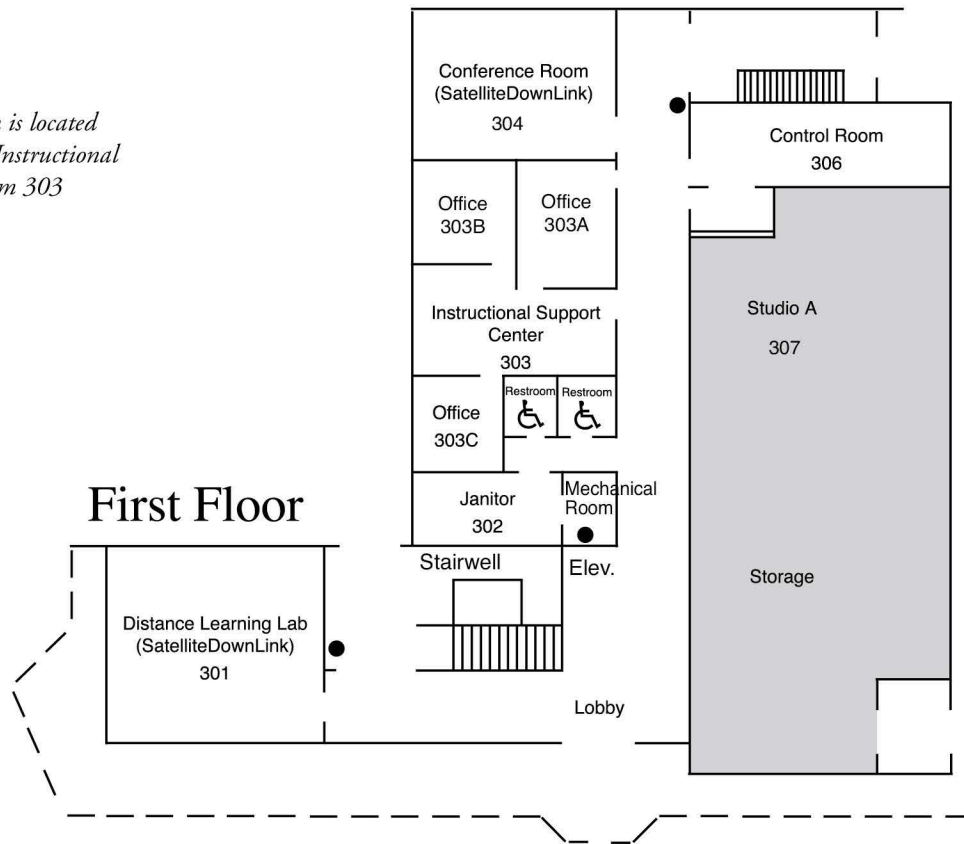 is located
Instructional
303
Conference Room
(SatelliteDownLink)
304
Control Room
306
Office
303B
Office
303A
Instructional Support
Center
303
Studio A
307
Restroom
Restroom
Office
303C
First Floor
Janitor
302
Mechanical
Room
Stairwell
Elev.
Storage
Distance Learning Lab
(SatelliteDownLink)
301
Lobby